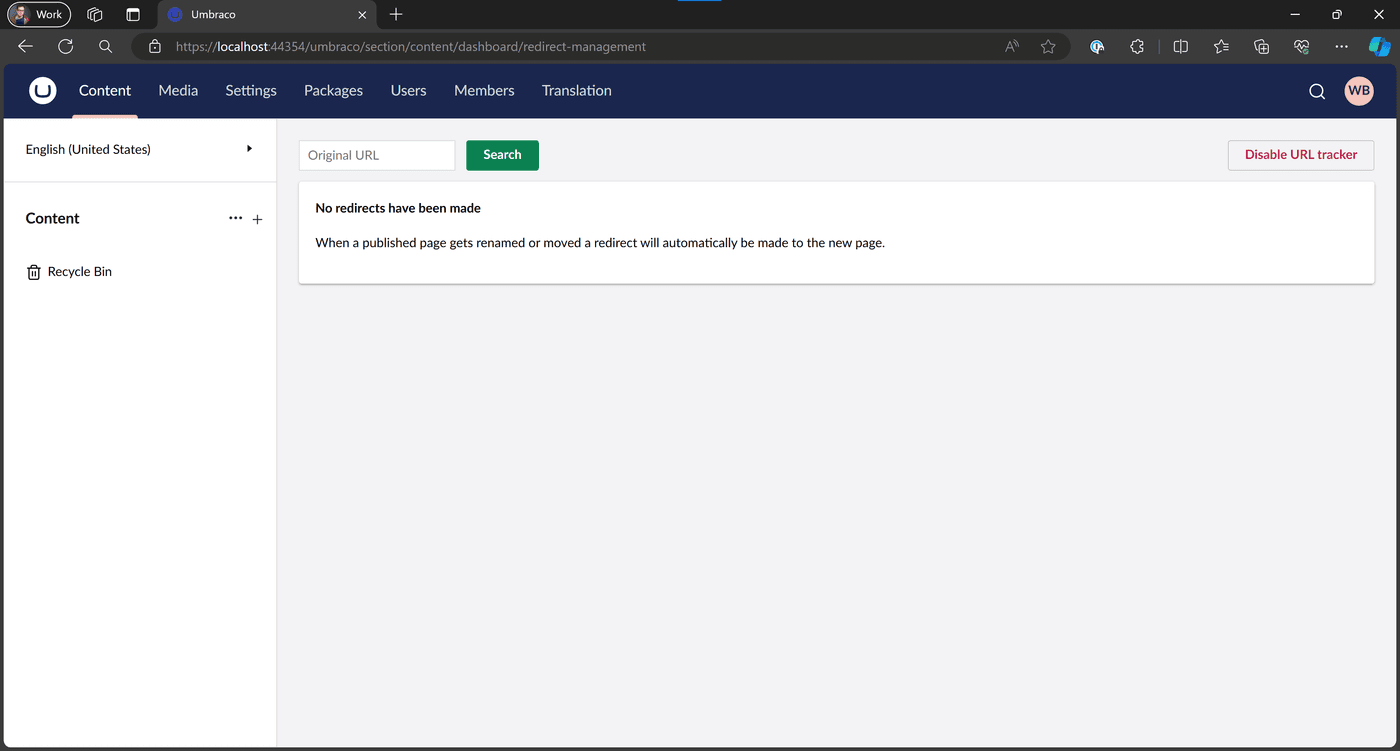 Work
Umbraco
https://localhost:44354/umbraco/section/content/dashboard/redirect-management
Content Media Settings Packages Users Members Translation
WB
English (United States)
Original URL
Search
Disable URL tracker
Content
No redirects have been made
When a published page gets renamed or moved a redirect will automatically be made to the new page.
Recycle Bin